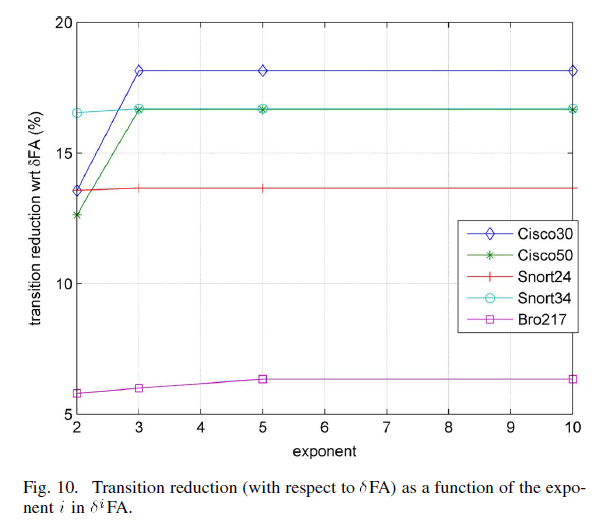 20
15
10
5
2
3
4
5
6
7
8
9
10
transition reduction wrt δFA (%)
exponent
Cisco30
Cisco50
Snort24
Snort34
Bro217
Fig. 10. Transition reduction (with respect to δFA) as a function of the expo-
nent i in δⁱFA.